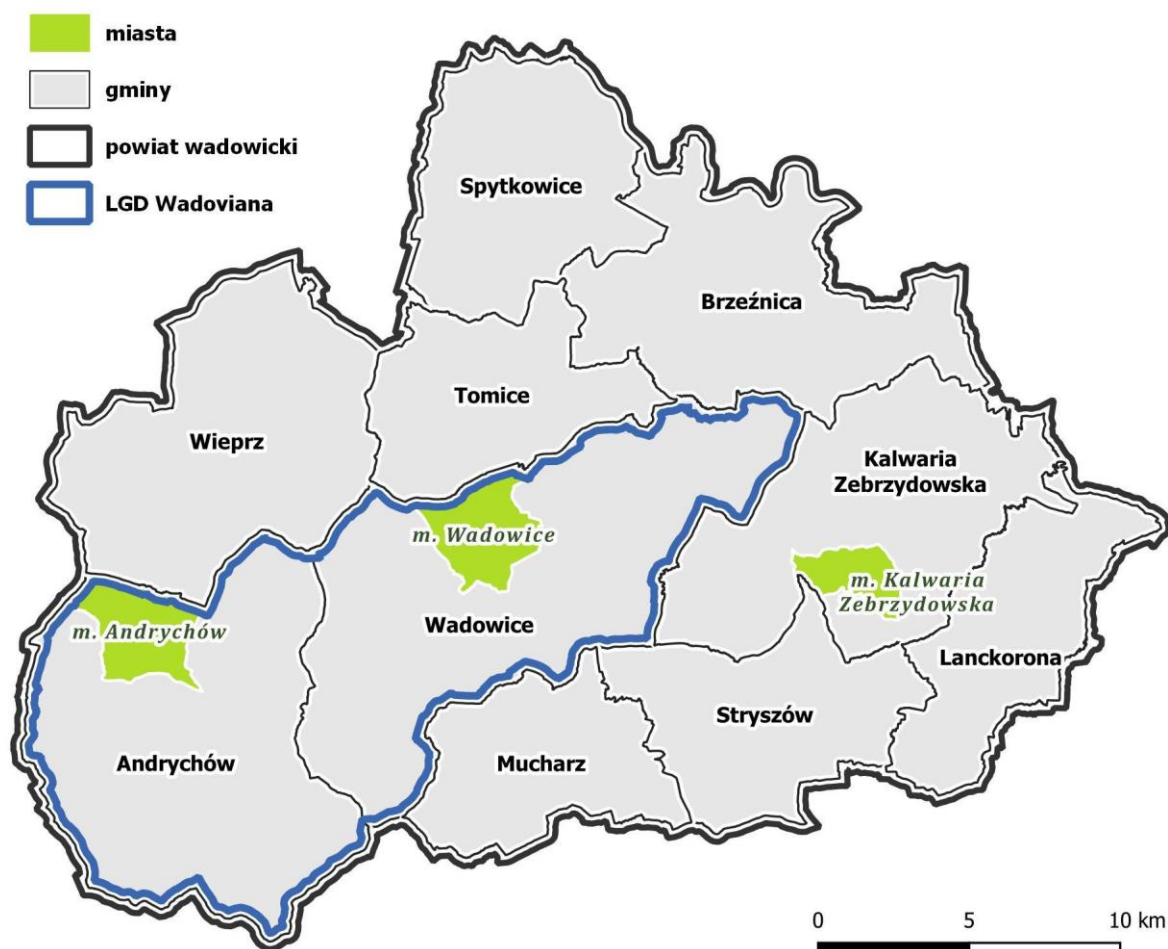 miasta
gminy
powiat wadowicki
LGD Wadoviana
Spytkowice
Brzeźnica
Tomice
Wieprz
Kalwaria
Zebrzydowska
m. Wadowice
m. Kalwaria
Zebrzydowska
m. Andrychów
Wadowice
Lanckorona
Stryszów
Andrychów
Mucharz
0 5 10 km